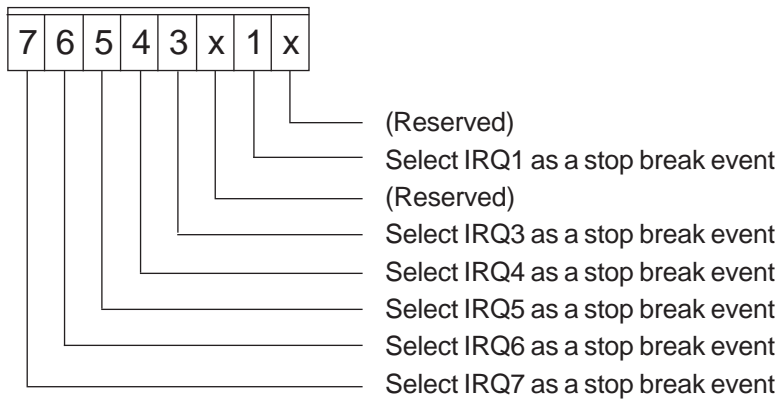 7 6 5 4 3 x 1 x
(Reserved)
Select IRQ1 as a stop break event
(Reserved)
Select IRQ3 as a stop break event
Select IRQ4 as a stop break event
Select IRQ5 as a stop break event
Select IRQ6 as a stop break event
Select IRQ7 as a stop break event